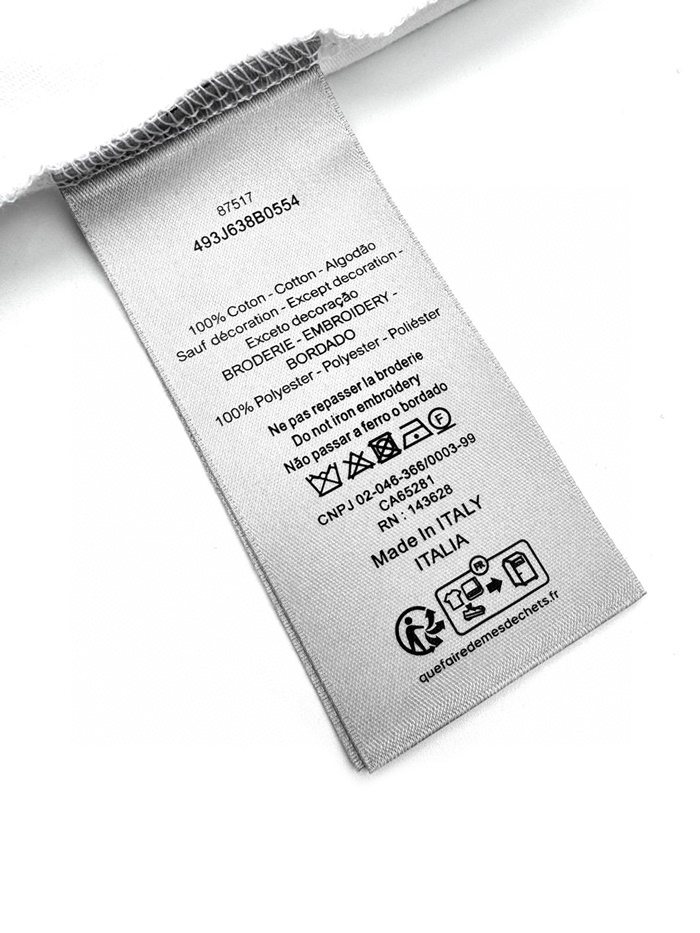 87517
493J638B0554
100% Coton - Cotton - Algodão
Sauf décoration - Except decoration -
Exceto decoração
BRODERIE - EMBROIDERY -
BORDADO
100% Polyester - Polyester - Poliéster
Ne pas repasser la broderie
Do not iron embroidery
Não passar a ferro o bordado
F
CNPJ 02-046-366/0003-99
CA65281
RN : 143628
Made In ITALY
ITALIA
FR
quefairedemesdechets.fr